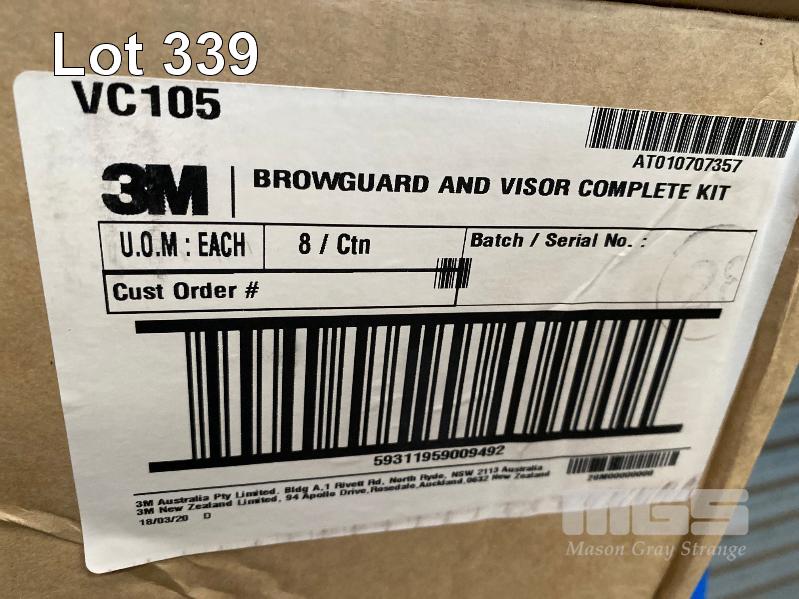 Lot 339
VC105
AT010707357
3M
BROWGUARD AND VISOR COMPLETE KIT
U.O.M : EACH
8 / Ctn
Batch / Serial No. :
Cust Order #
59311959009492
3M Australia Pty Limited. Bldg A,1 Rivett Rd, North Ryde, NSW 2113 Australia
3M New Zealand Limited, 94 Apollo Drive,Rosedale,Auckland,0632 New Zealand
18/03/20 D
MGS
Mason Gray Strange